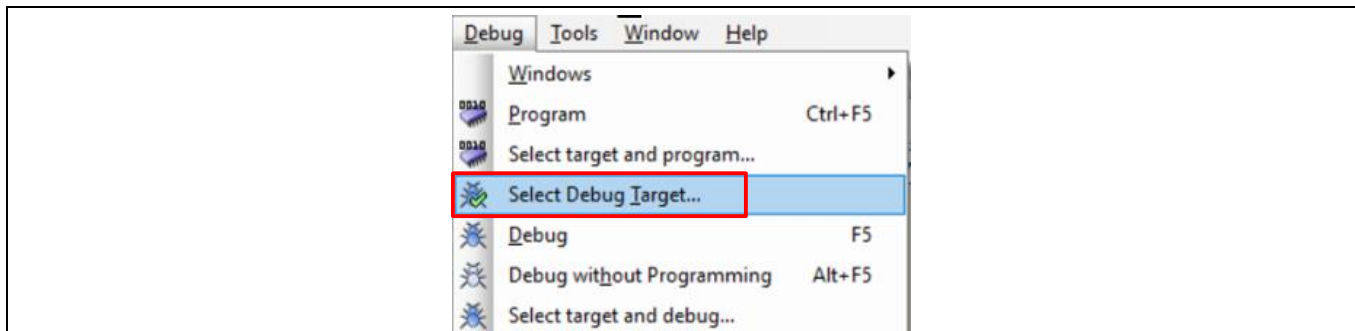 Debug Tools Window Help
Windows
Program Ctrl+F5
Select target and program...
Select Debug Target...
Debug F5
Debug without Programming Alt+F5
Select target and debug...